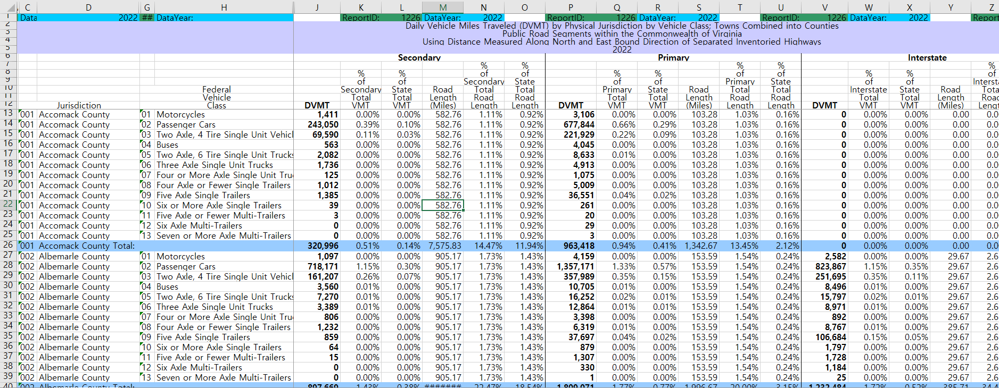 C D G H J K L M N O P Q R S T U V W X Y Z
1 Data 2022 ## DataYear: ReportID: 1226 DataYear: 2022 ReportID: 1226 DataYear: 2022 ReportID: 1226 DataYear: 2022 Report
2 Daily Vehicle Miles Traveled (DVMT) by Physical Jurisdiction by Vehicle Class; Towns Combined into Counties
3 Public Road Segments within the Commonwealth of Virginia
4 Using Distance Measured Along North and East Bound Direction of Separated Inventoried Highways
5 2022
6 Secondary Primary Interstate
7 % % % % %
8 % % of of % % of of % % of
9 of of Secondary State of of Primary State of of Intersta
10 Federal Secondary State Road Total Total Primary State Road Total Total Interstate State Road Tota
11 Vehicle Total Total Length Road Road Total Total Length Road Road Total Total Length Road
12 Jurisdiction Class DVMT VMT VMT (Miles) Length Length DVMT VMT VMT (Miles) Length Length DVMT VMT VMT (Miles) Lengt
13 001 Accomack County 01 Motorcycles 1,411 0.00% 0.00% 582.76 1.11% 0.92% 3,106 0.00% 0.00% 103.28 1.03% 0.16% 0 0.00% 0.00% 0.00 0.0
14 001 Accomack County 02 Passenger Cars 243,050 0.39% 0.10% 582.76 1.11% 0.92% 677,844 0.66% 0.29% 103.28 1.03% 0.16% 0 0.00% 0.00% 0.00 0.0
15 001 Accomack County 03 Two Axle, 4 Tire Single Unit Vehicl 69,590 0.11% 0.03% 582.76 1.11% 0.92% 221,929 0.22% 0.09% 103.28 1.03% 0.16% 0 0.00% 0.00% 0.00 0.0
16 001 Accomack County 04 Buses 563 0.00% 0.00% 582.76 1.11% 0.92% 4,045 0.00% 0.00% 103.28 1.03% 0.16% 0 0.00% 0.00% 0.00 0.0
17 001 Accomack County 05 Two Axle, 6 Tire Single Unit Trucks 2,082 0.00% 0.00% 582.76 1.11% 0.92% 8,633 0.01% 0.00% 103.28 1.03% 0.16% 0 0.00% 0.00% 0.00 0.0
18 001 Accomack County 06 Three Axle Single Unit Trucks 1,736 0.00% 0.00% 582.76 1.11% 0.92% 4,913 0.00% 0.00% 103.28 1.03% 0.16% 0 0.00% 0.00% 0.00 0.0
19 001 Accomack County 07 Four or More Axle Single Unit Tru 125 0.00% 0.00% 582.76 1.11% 0.92% 1,075 0.00% 0.00% 103.28 1.03% 0.16% 0 0.00% 0.00% 0.00 0.0
20 001 Accomack County 08 Four Axle or Fewer Single Trailers 1,012 0.00% 0.00% 582.76 1.11% 0.92% 5,009 0.00% 0.00% 103.28 1.03% 0.16% 0 0.00% 0.00% 0.00 0.0
21 001 Accomack County 09 Five Axle Single Trailers 1,385 0.00% 0.00% 582.76 1.11% 0.92% 36,551 0.04% 0.02% 103.28 1.03% 0.16% 0 0.00% 0.00% 0.00 0.0
22 001 Accomack County 10 Six or More Axle Single Trailers 39 0.00% 0.00% 582.76 1.11% 0.92% 261 0.00% 0.00% 103.28 1.03% 0.16% 0 0.00% 0.00% 0.00 0.0
23 001 Accomack County 11 Five Axle or Fewer Multi-Trailers 3 0.00% 0.00% 582.76 1.11% 0.92% 20 0.00% 0.00% 103.28 1.03% 0.16% 0 0.00% 0.00% 0.00 0.0
24 001 Accomack County 12 Six Axle Multi-Trailers 0 0.00% 0.00% 582.76 1.11% 0.92% 29 0.00% 0.00% 103.28 1.03% 0.16% 0 0.00% 0.00% 0.00 0.0
25 001 Accomack County 13 Seven or More Axle Multi-Trailers 0 0.00% 0.00% 582.76 1.11% 0.92% 3 0.00% 0.00% 103.28 1.03% 0.16% 0 0.00% 0.00% 0.00 0.0
26 001 Accomack County Total: 320,996 0.51% 0.14% 7,575.83 14.47% 11.94% 963,418 0.94% 0.41% 1,342.67 13.45% 2.12% 0 0.00% 0.00% 0.00 0.0
27 002 Albemarle County 01 Motorcycles 1,097 0.00% 0.00% 905.17 1.73% 1.43% 4,159 0.00% 0.00% 153.59 1.54% 0.24% 2,582 0.00% 0.00% 29.67 2.6
28 002 Albemarle County 02 Passenger Cars 718,171 1.15% 0.30% 905.17 1.73% 1.43% 1,357,171 1.33% 0.57% 153.59 1.54% 0.24% 823,867 1.15% 0.35% 29.67 2.6
29 002 Albemarle County 03 Two Axle, 4 Tire Single Unit Vehicl 161,207 0.26% 0.07% 905.17 1.73% 1.43% 357,989 0.35% 0.15% 153.59 1.54% 0.24% 251,695 0.35% 0.11% 29.67 2.6
30 002 Albemarle County 04 Buses 3,560 0.01% 0.00% 905.17 1.73% 1.43% 10,705 0.01% 0.00% 153.59 1.54% 0.24% 8,496 0.01% 0.00% 29.67 2.6
31 002 Albemarle County 05 Two Axle, 6 Tire Single Unit Trucks 7,270 0.01% 0.00% 905.17 1.73% 1.43% 16,252 0.02% 0.01% 153.59 1.54% 0.24% 15,797 0.02% 0.01% 29.67 2.6
32 002 Albemarle County 06 Three Axle Single Unit Trucks 3,389 0.01% 0.00% 905.17 1.73% 1.43% 12,864 0.01% 0.01% 153.59 1.54% 0.24% 8,971 0.01% 0.00% 29.67 2.6
33 002 Albemarle County 07 Four or More Axle Single Unit Tru 806 0.00% 0.00% 905.17 1.73% 1.43% 3,398 0.00% 0.00% 153.59 1.54% 0.24% 892 0.00% 0.00% 29.67 2.6
34 002 Albemarle County 08 Four Axle or Fewer Single Trailers 1,232 0.00% 0.00% 905.17 1.73% 1.43% 6,319 0.01% 0.00% 153.59 1.54% 0.24% 8,767 0.01% 0.00% 29.67 2.6
35 002 Albemarle County 09 Five Axle Single Trailers 859 0.00% 0.00% 905.17 1.73% 1.43% 37,697 0.04% 0.02% 153.59 1.54% 0.24% 106,684 0.15% 0.05% 29.67 2.6
36 002 Albemarle County 10 Six or More Axle Single Trailers 64 0.00% 0.00% 905.17 1.73% 1.43% 879 0.00% 0.00% 153.59 1.54% 0.24% 1,797 0.00% 0.00% 29.67 2.6
37 002 Albemarle County 11 Five Axle or Fewer Multi-Trailers 15 0.00% 0.00% 905.17 1.73% 1.43% 1,307 0.00% 0.00% 153.59 1.54% 0.24% 1,728 0.00% 0.00% 29.67 2.6
38 002 Albemarle County 12 Six Axle Multi-Trailers 0 0.00% 0.00% 905.17 1.73% 1.43% 330 0.00% 0.00% 153.59 1.54% 0.24% 1,184 0.00% 0.00% 29.67 2.6
39 002 Albemarle County 13 Seven or More Axle Multi-Trailers 0 0.00% 0.00% 905.17 1.73% 1.43% 1 0.00% 0.00% 153.59 1.54% 0.24% 25 0.00% 0.00% 29.67 2.6
40 002 Albemarle County Total: 897,669 1.43% 0.38% ####### 22.47% 18.54% 1,809,071 1.77% 0.77% 1,996.67 20.00% 3.15% 1,232,484 1.72% 0.52% 385.71 34.4